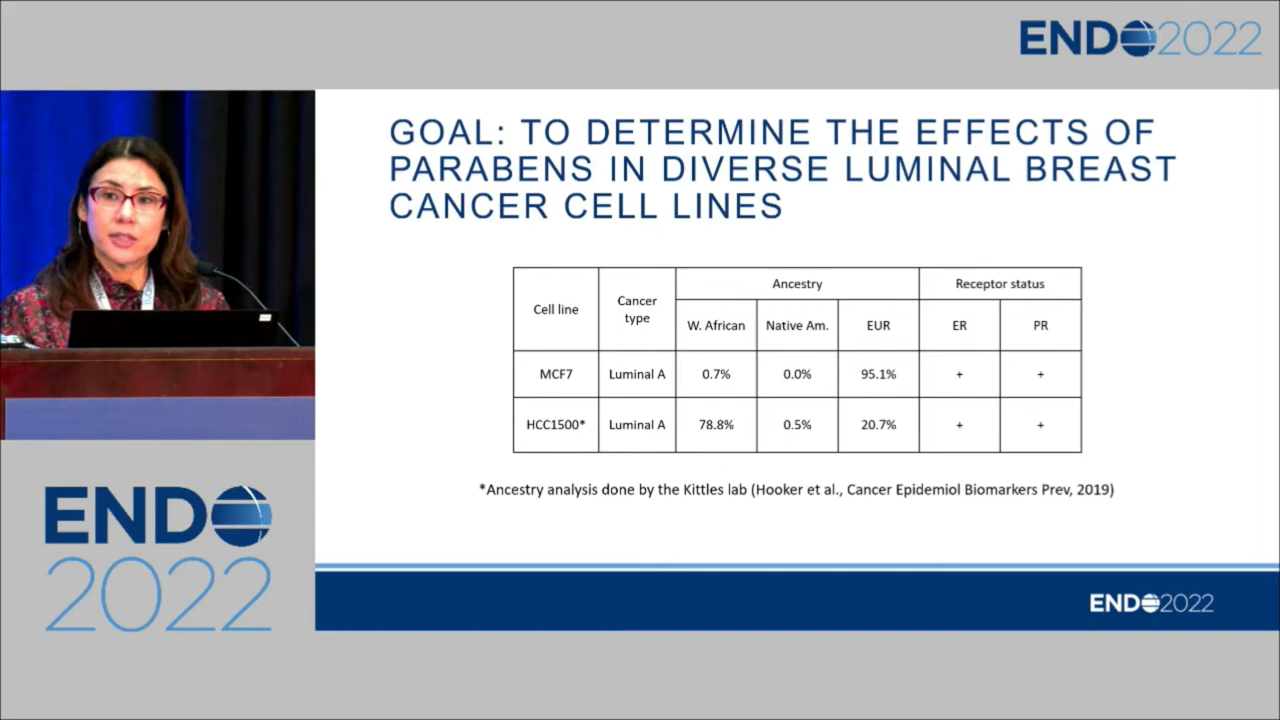 ENDO2022
GOAL: TO DETERMINE THE EFFECTS OF
PARABENS IN DIVERSE LUMINAL BREAST
CANCER CELL LINES
Cell line
Cancer
type
Ancestry
Receptor status
W. African
Native Am.
EUR
ER
PR
MCF7
Luminal A
0.7%
0.0%
95.1%
+
+
HCC1500*
Luminal A
78.8%
0.5%
20.7%
+
+
*Ancestry analysis done by the Kittles lab (Hooker et al., Cancer Epidemiol Biomarkers Prev, 2019)
ENDO
2022
ENDO2022